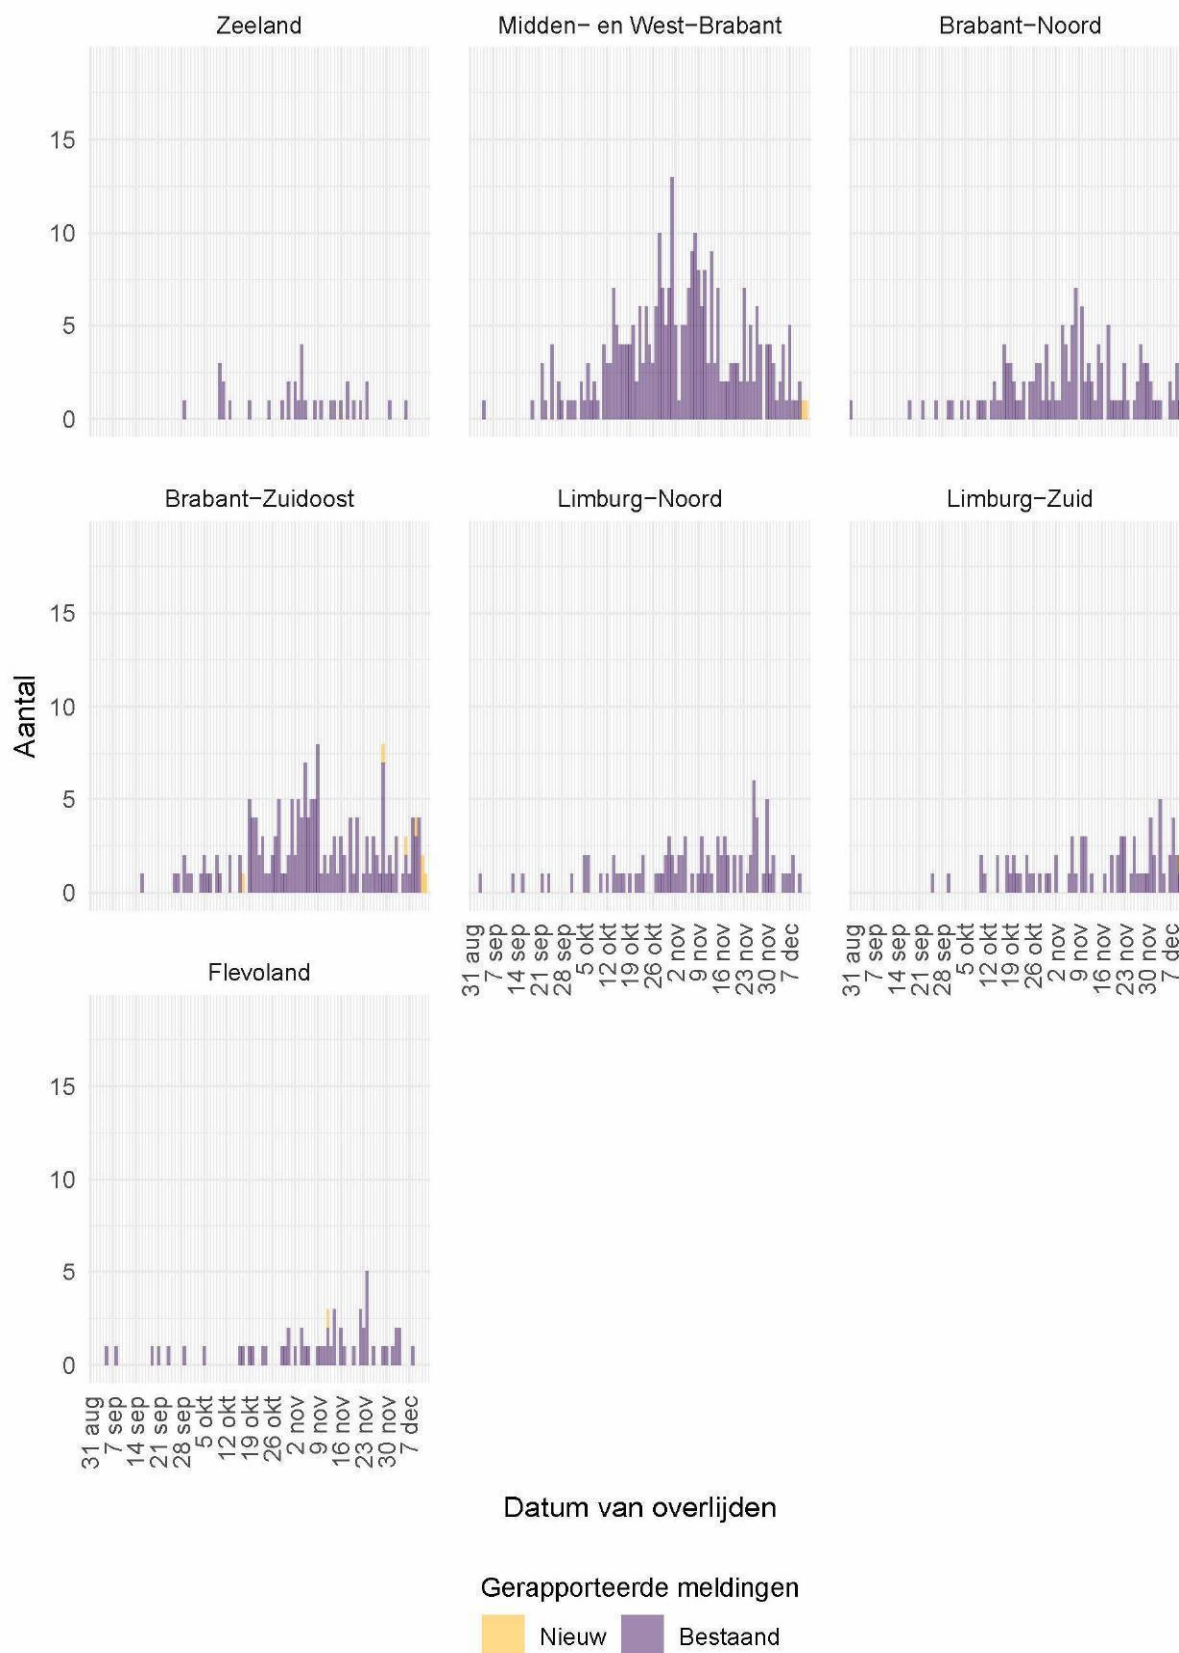 Zeeland
Midden- en West-Brabant
Brabant-Noord
15
10
5
0
Brabant-Zuidoost
Limburg-Noord
Limburg-Zuid
Aantal
15
10
5
0
31 aug
7 sep
14 sep
21 sep
28 sep
5 okt
12 okt
19 okt
26 okt
2 nov
9 nov
16 nov
23 nov
30 nov
7 dec
31 aug
7 sep
14 sep
21 sep
28 sep
5 okt
12 okt
19 okt
26 okt
2 nov
9 nov
16 nov
23 nov
30 nov
7 dec
Flevoland
15
10
5
0
31 aug
7 sep
14 sep
21 sep
28 sep
5 okt
12 okt
19 okt
26 okt
2 nov
9 nov
16 nov
23 nov
30 nov
7 dec
Datum van overlijden
Gerapporteerde meldingen
Nieuw
Bestaand